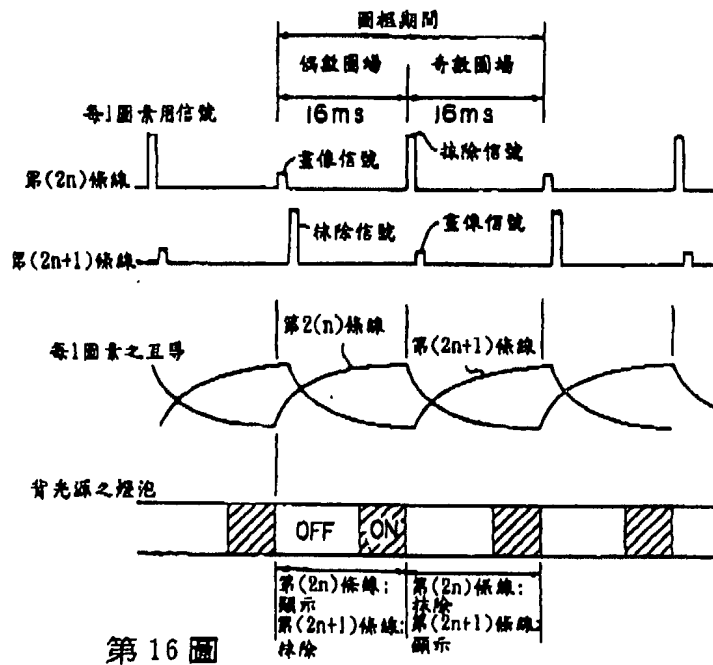 圖框期間
偶數圖場 奇數圖場
16ms 16ms
每1圖素用信號
畫像信號 抹除信號
第(2n)條線
抹除信號 畫像信號
第(2n+1)條線
第2(n)條線
第(2n+1)條線
每1圖素之互導
背光源之燈泡
OFF ON
第(2n)條線: 第(2n)條線:
顯示 抹除
第(2n+1)條線: 第(2n+1)條線:
抹除 顯示
第16圖